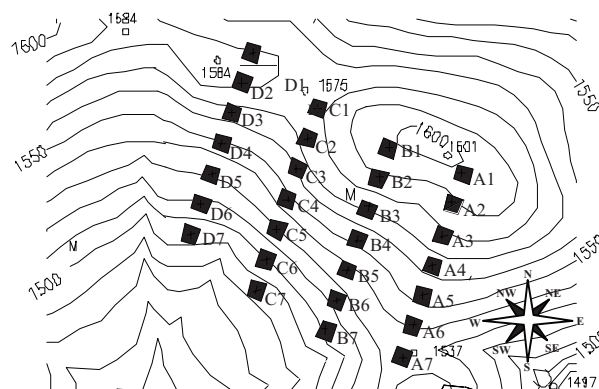 1584
1600
1584
D1
1575
1550
D2
C1
D3
C2
1600
1601
B1
D4
1550
C3
A1
D5
B2
M
C4
B3
A2
D6
C5
B4
A3
D7
M
1550
C6
B5
A4
N
1500
C7
B6
A5
NW
NE
W
E
B7
A6
SW
SE
S
1500
A7
1537
1497